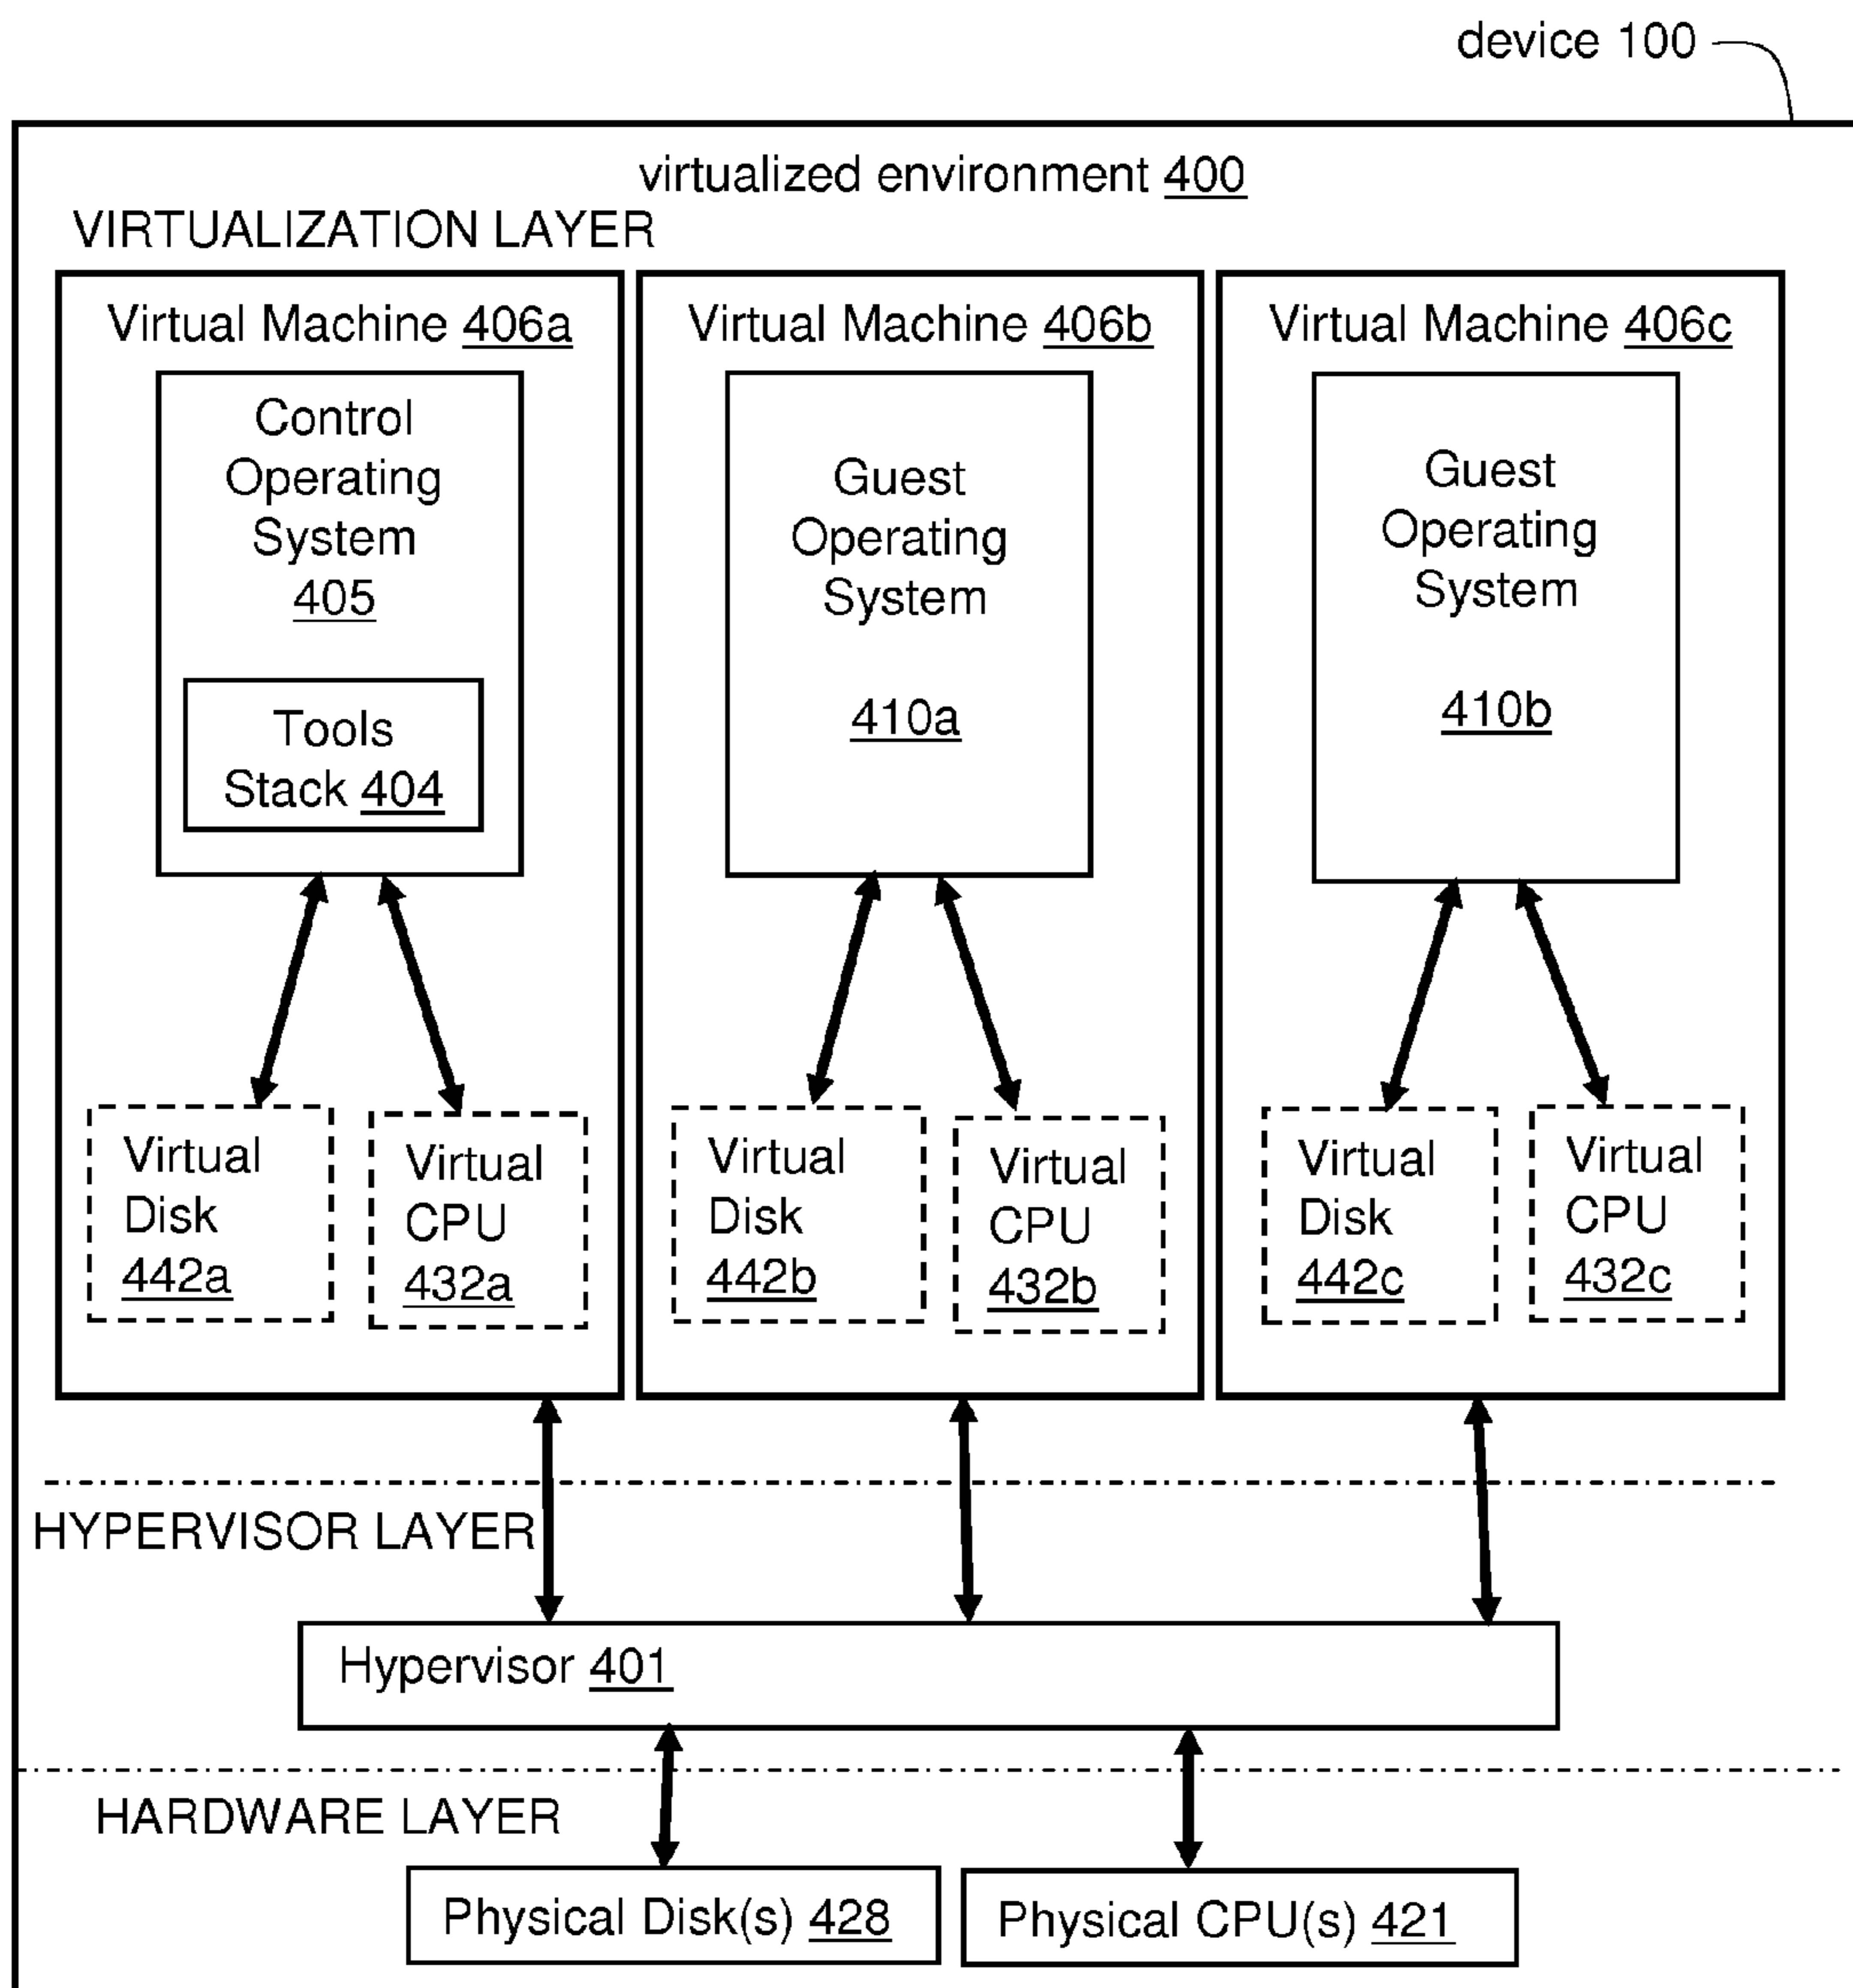 device 100
virtualized environment 400
VIRTUALIZATION LAYER
Virtual Machine 406a
Control
Operating
System
405
Tools
Stack 404
Virtual
Disk
442a
Virtual
CPU
432a
Virtual Machine 406b
Guest
Operating
System
410a
Virtual
Disk
442b
Virtual
CPU
432b
Virtual Machine 406c
Guest
Operating
System
410b
Virtual
Disk
442c
Virtual
CPU
432c
HYPERVISOR LAYER
Hypervisor 401
HARDWARE LAYER
Physical Disk(s) 428
Physical CPU(s) 421